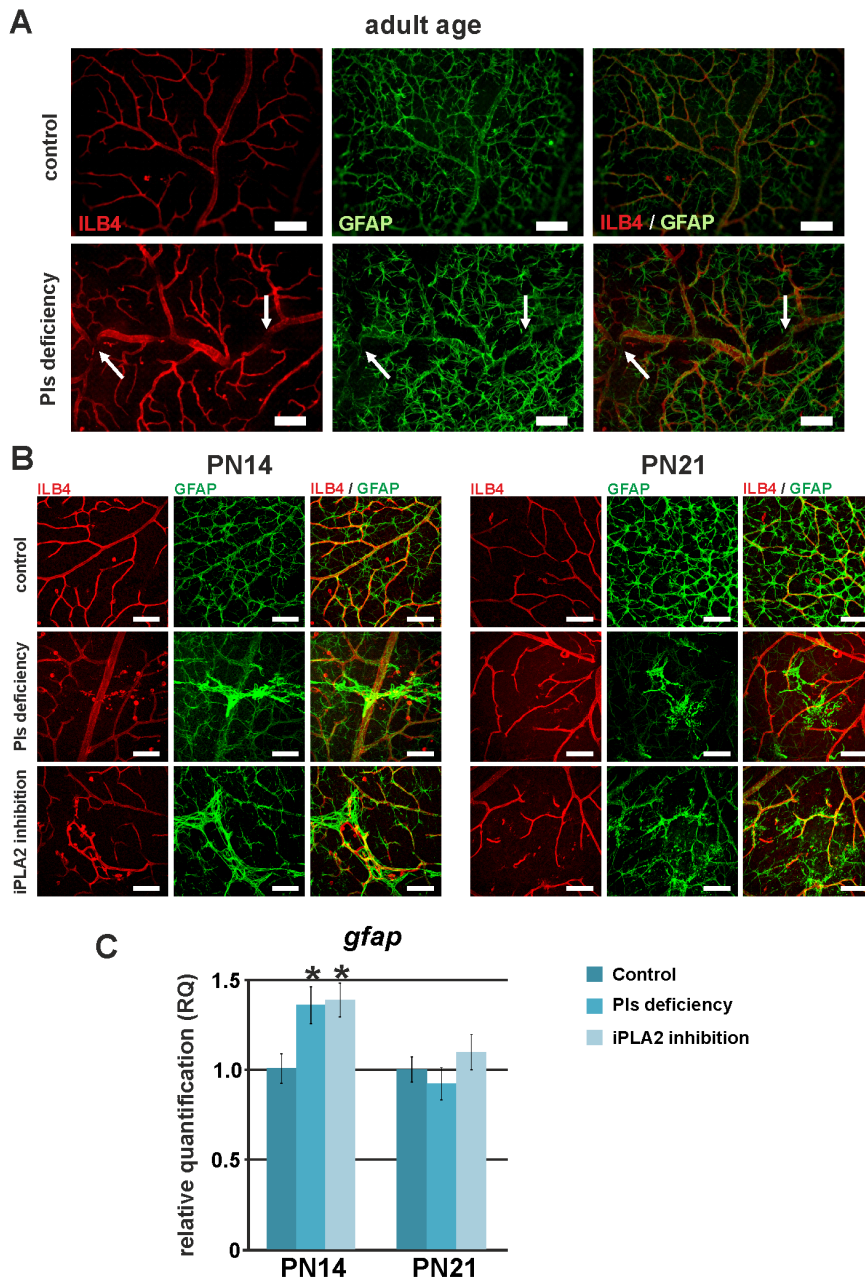 A
adult age
control
ILB4
GFAP
ILB4 / GFAP
Pls deficiency
B
PN14
PN21
ILB4
GFAP
ILB4 / GFAP
ILB4
GFAP
ILB4 / GFAP
control
Pls deficiency
iPLA2 inhibition
C
gfap
relative quantification (RQ)
1.5
1.0
0.5
0
* *
PN14
PN21
Control
Pls deficiency
iPLA2 inhibition